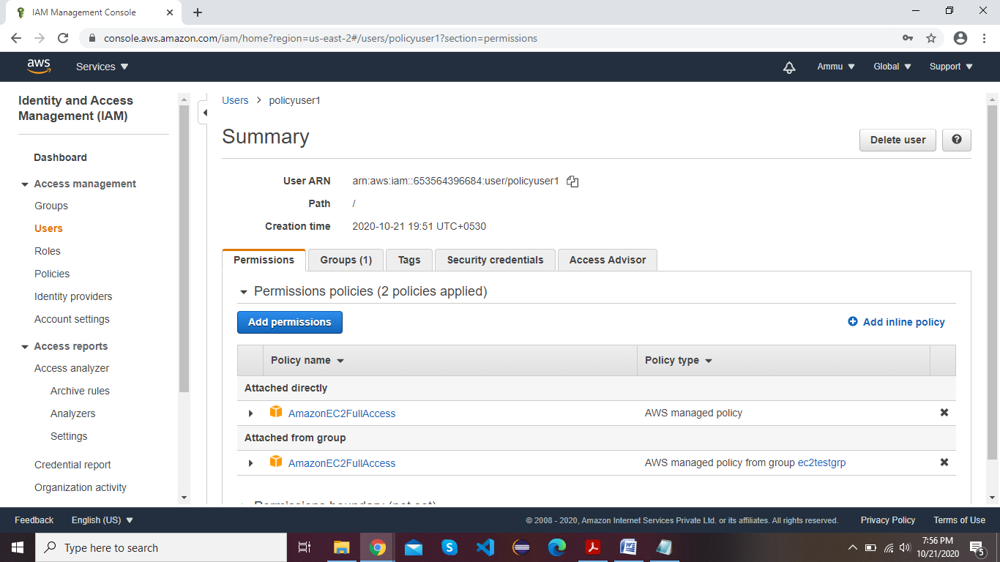 IAM Management Console
console.aws.amazon.com/iam/home?region=us-east-2#/users/policyuser1?section=permissions
aws
Services
Ammu
Global
Support
Identity and Access
Management (IAM)
Dashboard
Access management
Groups
Users
Roles
Policies
Identity providers
Account settings
Access reports
Access analyzer
Archive rules
Analyzers
Settings
Credential report
Organization activity
Users > policyuser1
Summary
Delete user
User ARN arn:aws:iam::653564396684:user/policyuser1
Path /
Creation time 2020-10-21 19:51 UTC+0530
Permissions
Groups (1)
Tags
Security credentials
Access Advisor
Permissions policies (2 policies applied)
Add permissions
Add inline policy
Policy name
Policy type
Attached directly
AmazonEC2FullAccess
AWS managed policy
Attached from group
AmazonEC2FullAccess
AWS managed policy from group ec2testgrp
Permissions boundary (not set)
Feedback
English (US)
© 2008 - 2020, Amazon Internet Services Private Ltd. or its affiliates. All rights reserved.
Privacy Policy
Terms of Use
Type here to search
7:56 PM
10/21/2020
5